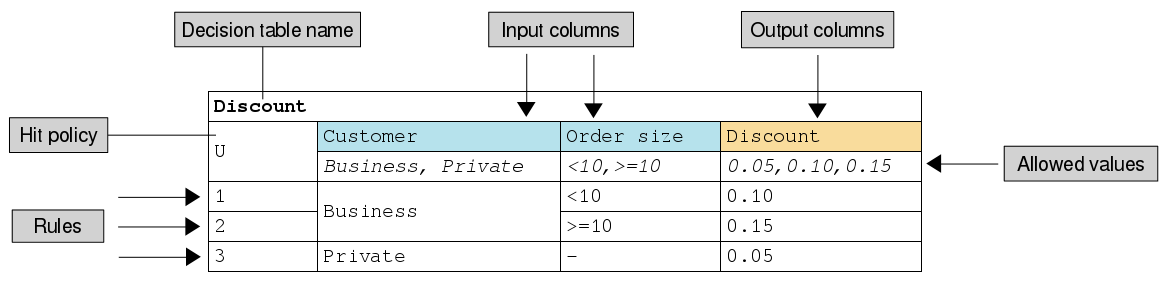 Decision table name
Input columns
Output columns
Discount
Hit policy
U
Customer
Order size
Discount
Business, Private
<10,>=10
0.05,0.10,0.15
Allowed values
Rules
1
Business
<10
0.10
2
>=10
0.15
3
Private
-
0.05